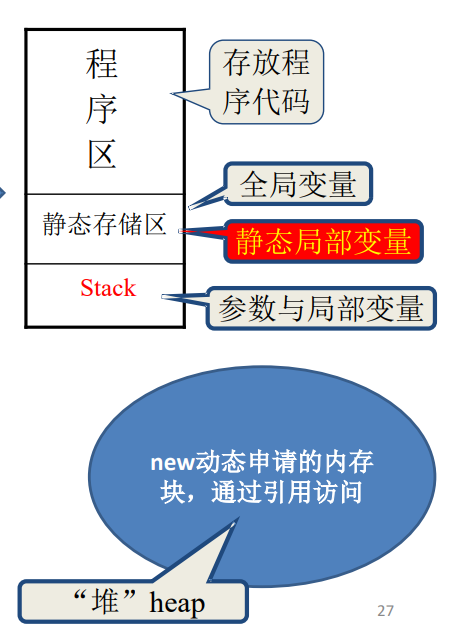 程
序
区
存放程
序代码
全局变量
静态存储区
静态局部变量
Stack
参数与局部变量
new动态申请的内存
块，通过引用访问
“堆”heap
27